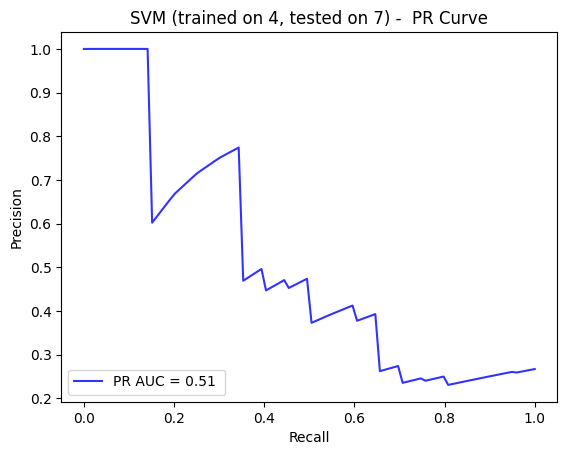 SVM (trained on 4, tested on 7) -  PR Curve
Precision
1.0
0.9
0.8
0.7
0.6
0.5
0.4
0.3
0.2
PR AUC = 0.51
0.0 0.2 0.4 0.6 0.8 1.0
Recall